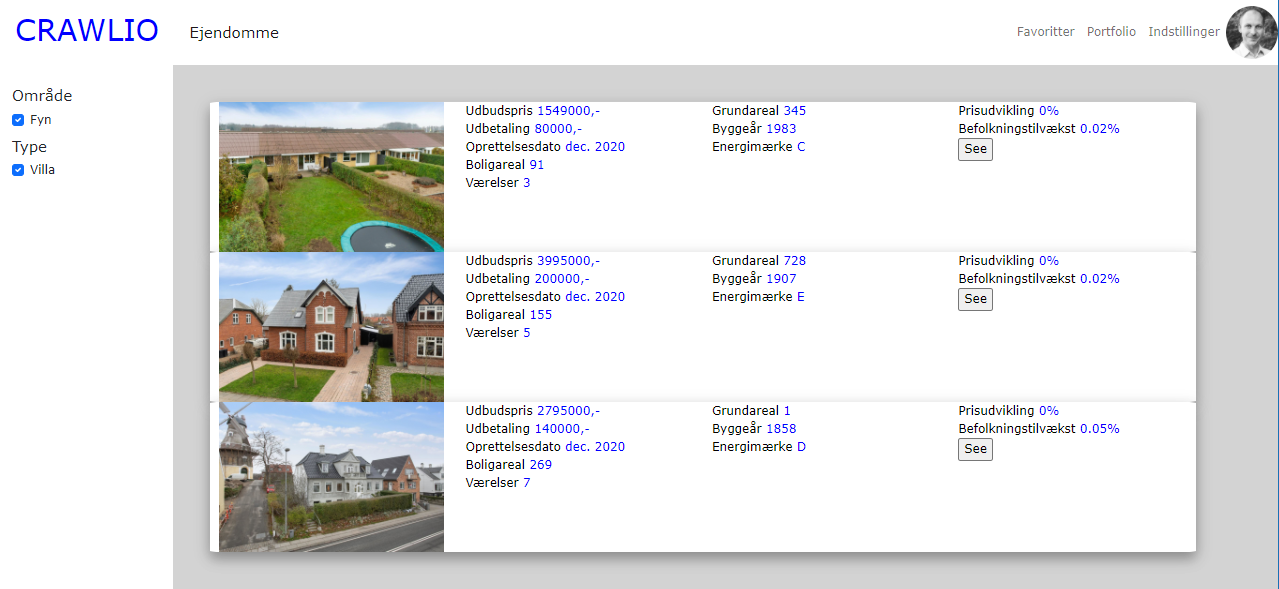 CRAWLIO
Ejendomme
Favoritter Portfolio Indstillinger
Område
Fyn
Type
Villa
Udbudspris 1549000,-
Udbetaling 80000,-
Oprettelsesdato dec. 2020
Boligareal 91
Værelser 3
Grundareal 345
Byggeår 1983
Energimærke C
Prisudvikling 0%
Befolkningstilvækst 0.02%
See
Udbudspris 3995000,-
Udbetaling 200000,-
Oprettelsesdato dec. 2020
Boligareal 155
Værelser 5
Grundareal 728
Byggeår 1907
Energimærke E
Prisudvikling 0%
Befolkningstilvækst 0.02%
See
Udbudspris 2795000,-
Udbetaling 140000,-
Oprettelsesdato dec. 2020
Boligareal 269
Værelser 7
Grundareal 1
Byggeår 1858
Energimærke D
Prisudvikling 0%
Befolkningstilvækst 0.05%
See